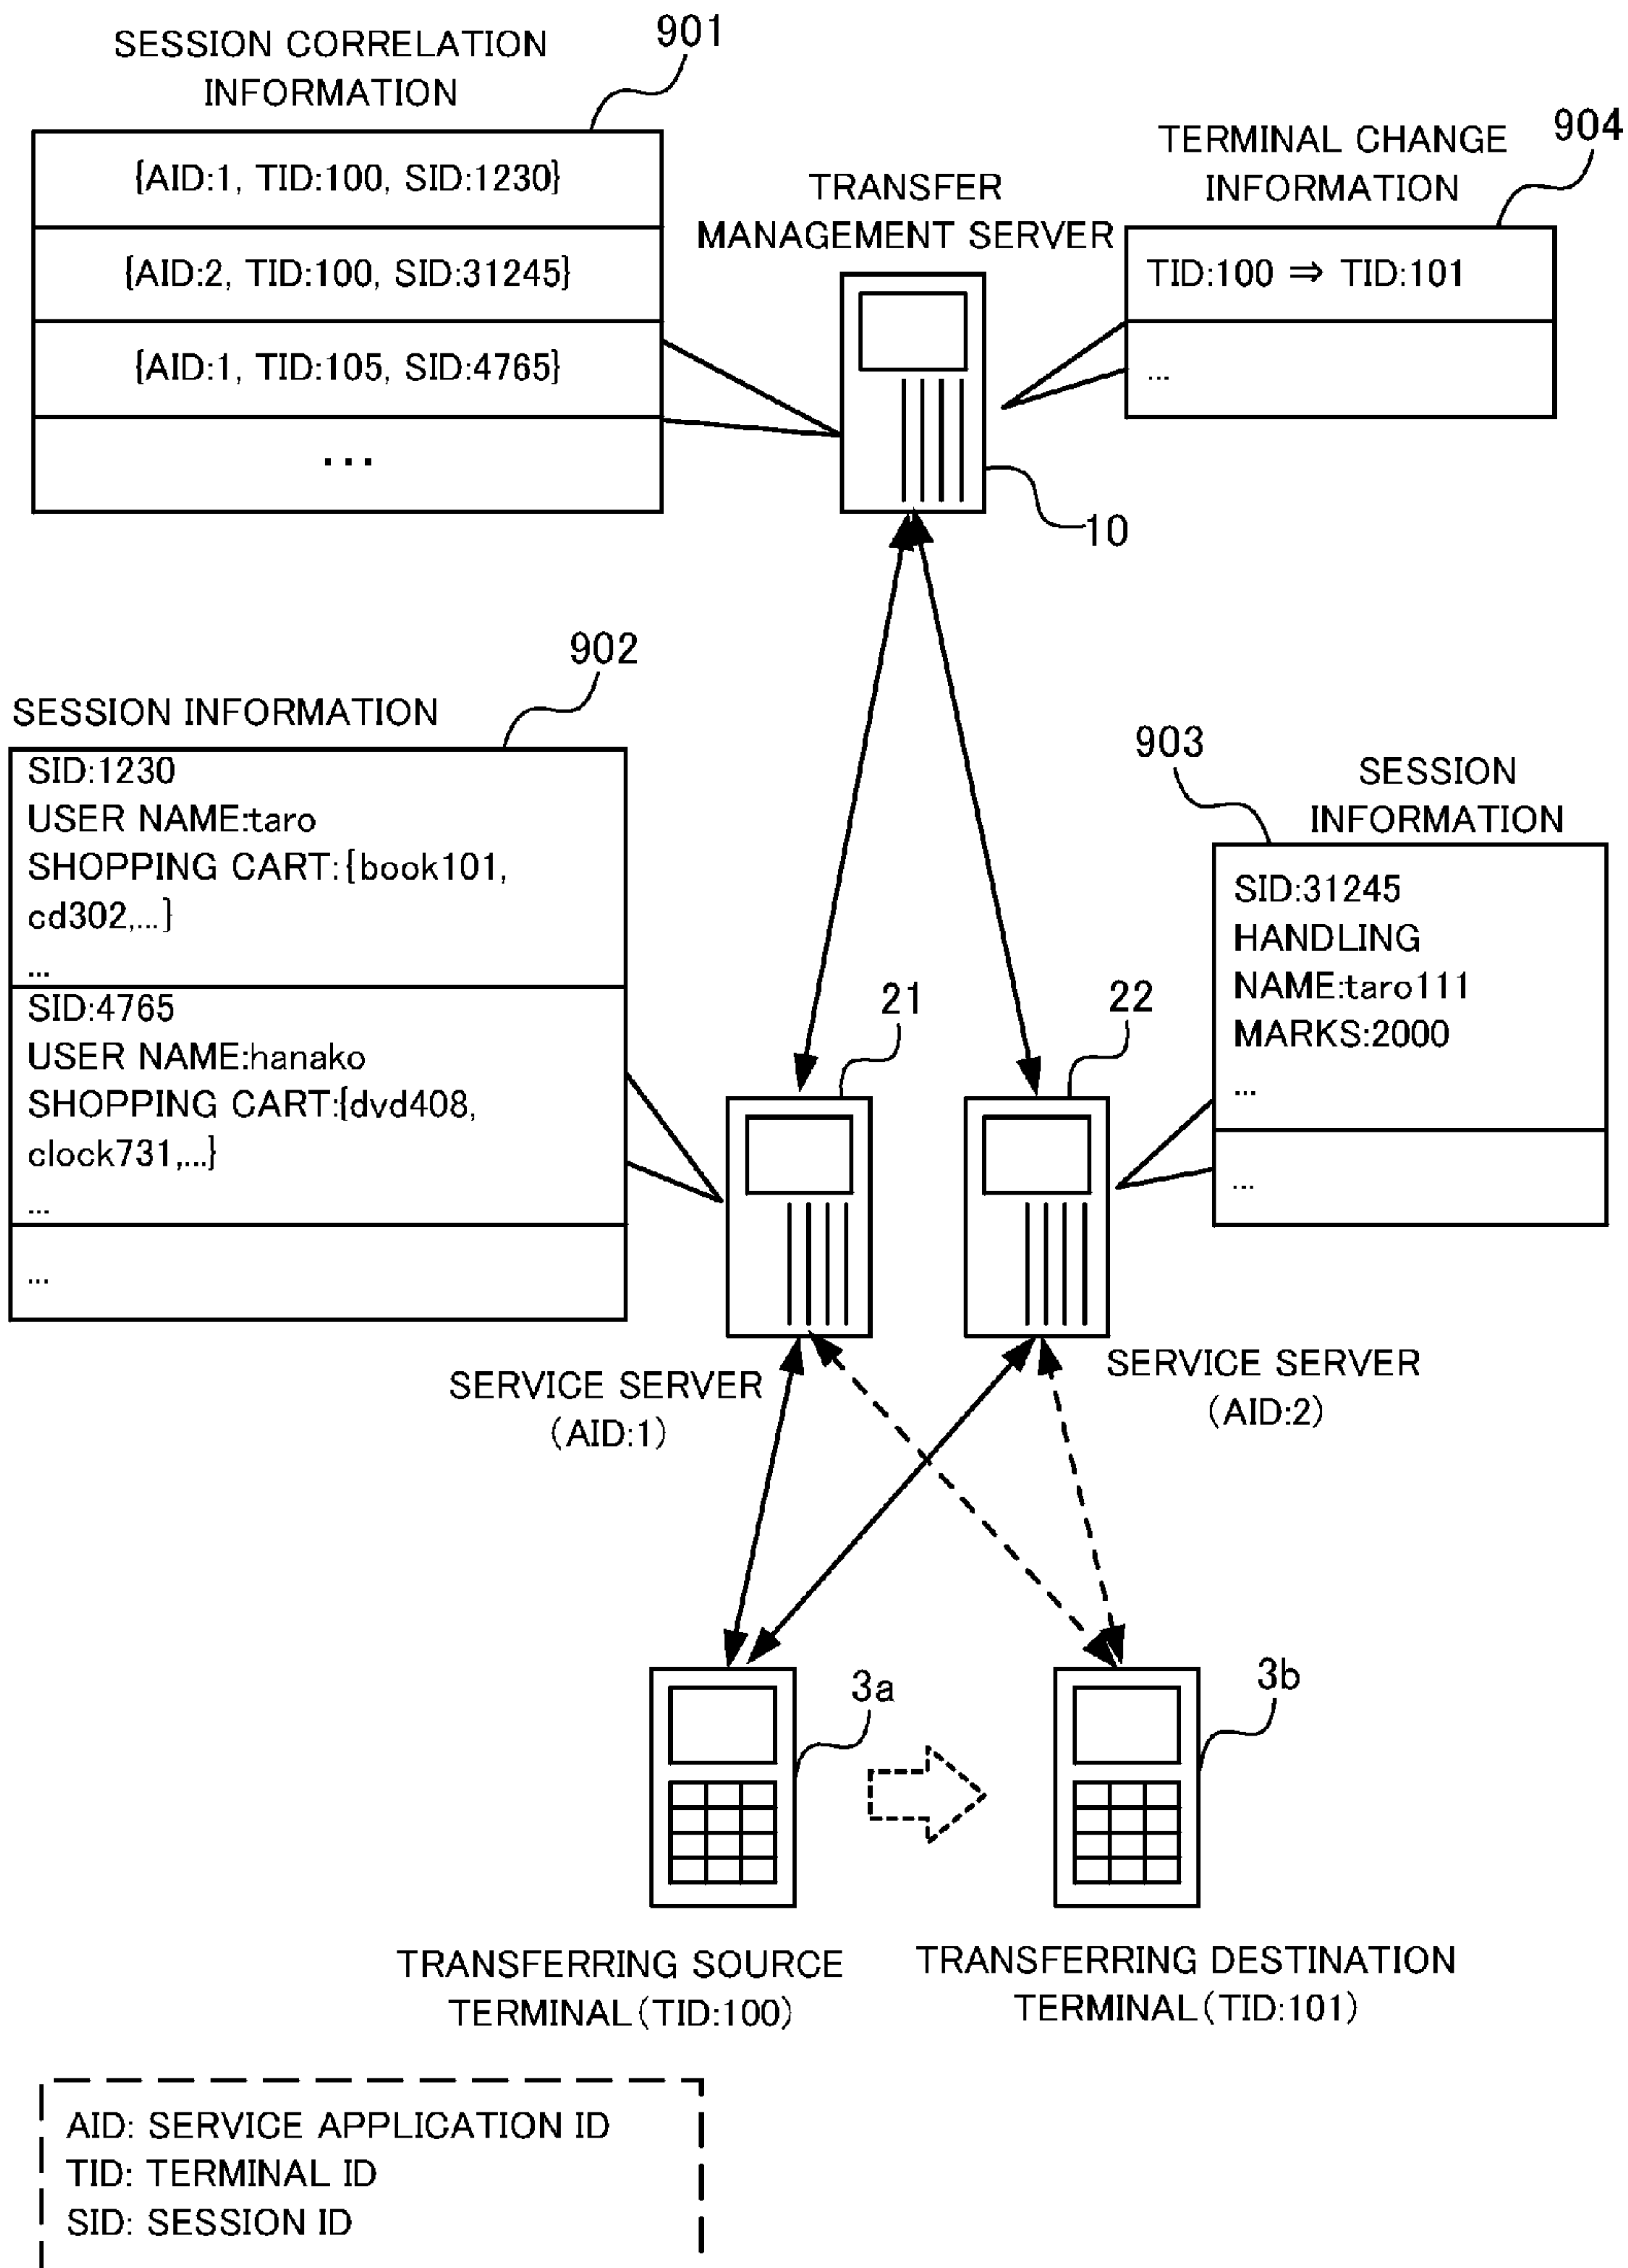 901
SESSION CORRELATION
INFORMATION
{AID:1, TID:100, SID:1230}
{AID:2, TID:100, SID:31245}
{AID:1, TID:105, SID:4765}
...
TRANSFER
MANAGEMENT SERVER
10
904
TERMINAL CHANGE
INFORMATION
TID:100 ⇒ TID:101
...
902
SESSION INFORMATION
SID:1230
USER NAME:taro
SHOPPING CART:{book101,
cd302,...}
...
SID:4765
USER NAME:hanako
SHOPPING CART:{dvd408,
clock731,...}
...
...
903
SESSION
INFORMATION
SID:31245
HANDLING
NAME:taro111
MARKS:2000
...
...
21
22
SERVICE SERVER
(AID:1)
SERVICE SERVER
(AID:2)
3a
3b
TRANSFERRING SOURCE
TERMINAL(TID:100)
TRANSFERRING DESTINATION
TERMINAL(TID:101)
AID: SERVICE APPLICATION ID
TID: TERMINAL ID
SID: SESSION ID